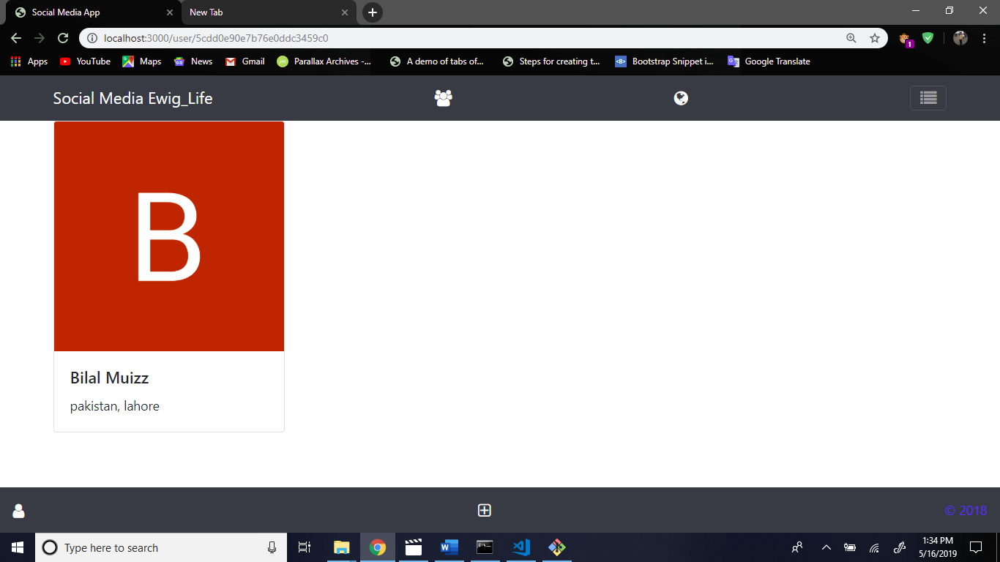 Social Media App
New Tab
localhost:3000/user/5cdd0e90e7b76e0ddc3459c0
1
Apps
YouTube
Maps
News
Gmail
Parallax Archives -...
A demo of tabs of...
Steps for creating t...
<B>
Bootstrap Snippet i...
Google Translate
Social Media Ewig_Life
B
Bilal Muizz
pakistan, lahore
© 2018
Type here to search
1:34 PM
5/16/2019